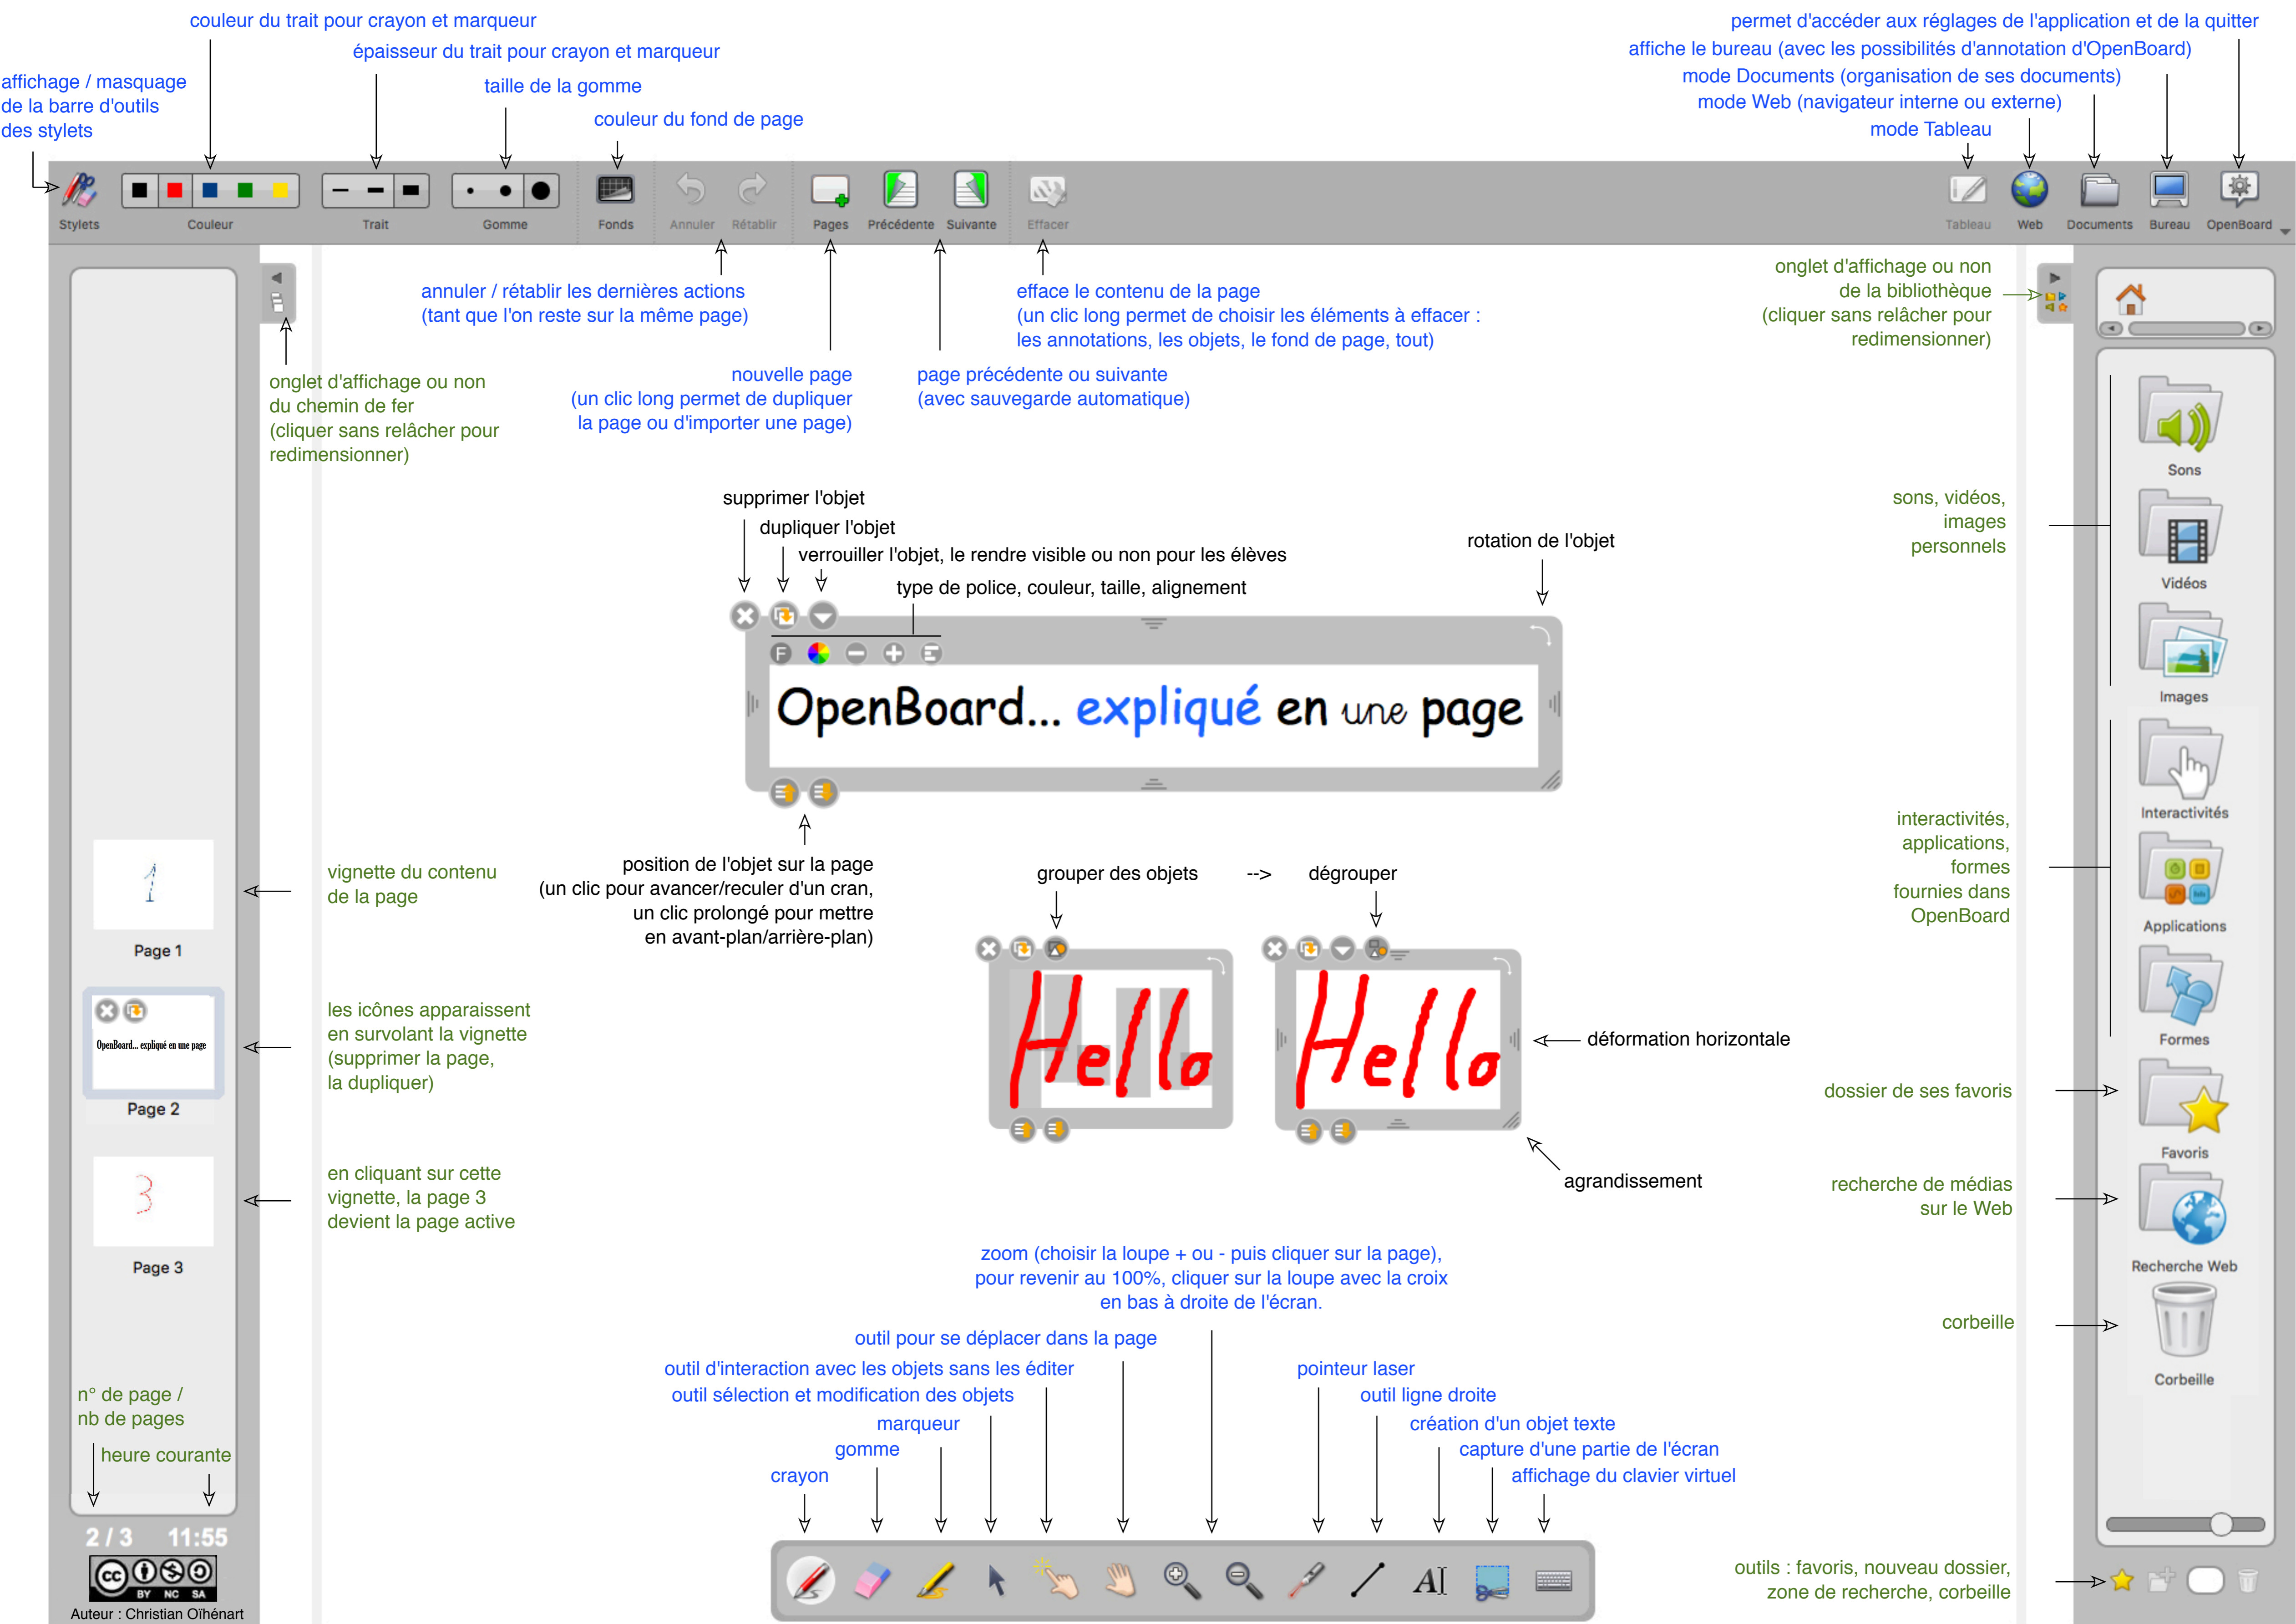 couleur du trait pour crayon et marqueur
épaisseur du trait pour crayon et marqueur
taille de la gomme
couleur du fond de page
affichage / masquage
de la barre d'outils
des stylets
permet d'accéder aux réglages de l'application et de la quitter
affiche le bureau (avec les possibilités d'annotation d'OpenBoard)
mode Documents (organisation de ses documents)
mode Web (navigateur interne ou externe)
mode Tableau
Stylets
Couleur
Trait
Gomme
Fonds
Annuler
Rétablir
Pages
Précédente
Suivante
Effacer
Tableau
Web
Documents
Bureau
OpenBoard
annuler / rétablir les dernières actions
(tant que l'on reste sur la même page)
nouvelle page
(un clic long permet de dupliquer
la page ou d'importer une page)
page précédente ou suivante
(avec sauvegarde automatique)
efface le contenu de la page
(un clic long permet de choisir les éléments à effacer :
les annotations, les objets, le fond de page, tout)
onglet d'affichage ou non
de la bibliothèque
(cliquer sans relâcher pour
redimensionner)
onglet d'affichage ou non
du chemin de fer
(cliquer sans relâcher pour
redimensionner)
supprimer l'objet
dupliquer l'objet
verrouiller l'objet, le rendre visible ou non pour les élèves
type de police, couleur, taille, alignement
rotation de l'objet
F
OpenBoard... expliqué en une page
position de l'objet sur la page
(un clic pour avancer/reculer d'un cran,
un clic prolongé pour mettre
en avant-plan/arrière-plan)
grouper des objets --> dégrouper
Hello
Hello
déformation horizontale
agrandissement
1
Page 1
OpenBoard... expliqué en une page
Page 2
3
Page 3
vignette du contenu
de la page
les icônes apparaissent
en survolant la vignette
(supprimer la page,
la dupliquer)
en cliquant sur cette
vignette, la page 3
devient la page active
n° de page /
nb de pages
heure courante
2 / 3 11:55
cc BY NC SA
Auteur : Christian Oïhénart
zoom (choisir la loupe + ou - puis cliquer sur la page),
pour revenir au 100%, cliquer sur la loupe avec la croix
en bas à droite de l'écran.
outil pour se déplacer dans la page
outil d'interaction avec les objets sans les éditer
outil sélection et modification des objets
marqueur
gomme
crayon
pointeur laser
outil ligne droite
création d'un objet texte
capture d'une partie de l'écran
affichage du clavier virtuel
AI
sons, vidéos,
images
personnels
interactivités,
applications,
formes
fournies dans
OpenBoard
dossier de ses favoris
recherche de médias
sur le Web
corbeille
outils : favoris, nouveau dossier,
zone de recherche, corbeille
Sons
Vidéos
Images
Interactivités
Applications
Formes
Favoris
Recherche Web
Corbeille